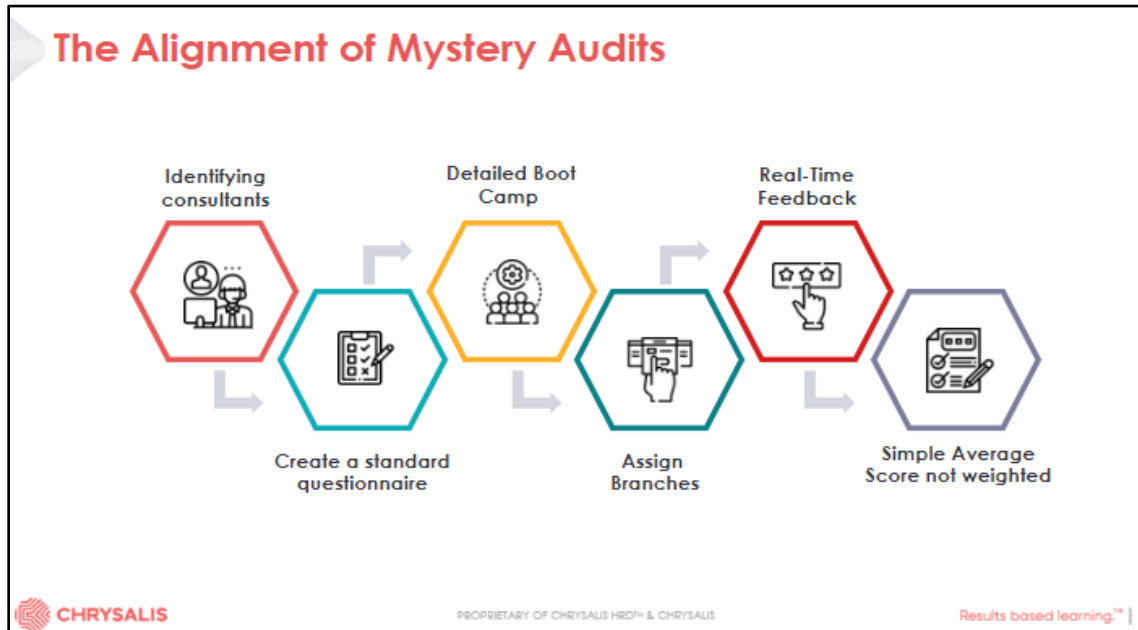 The Alignment of Mystery Audits
Identifying
consultants
Create a standard
questionnaire
Detailed Boot
Camp
Assign
Branches
Real-Time
Feedback
Simple Average
Score not weighted
CHRYSALIS
PROPRIETARY OF CHRYSALIS HRD™ & CHRYSALIS
Results based learning.™ |